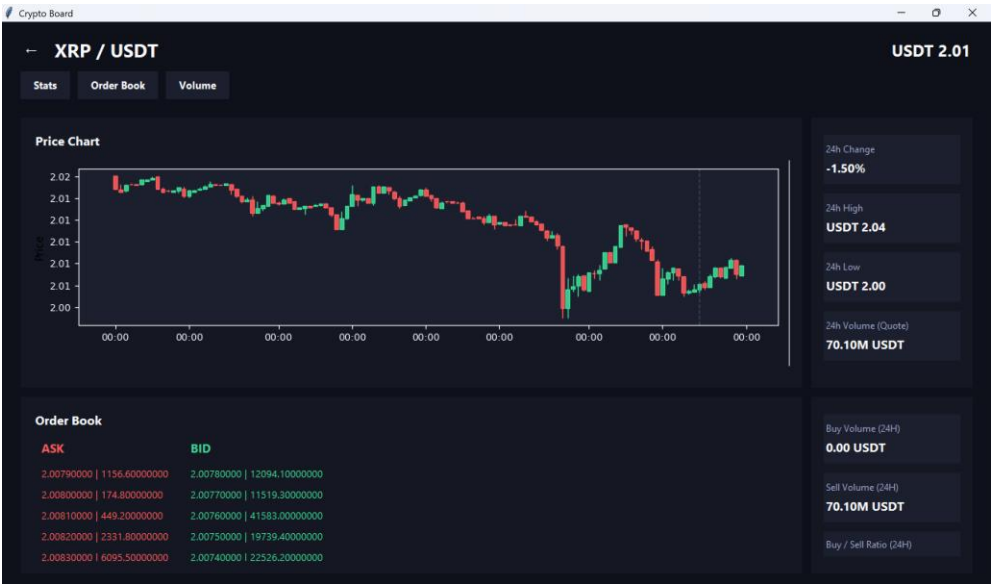 Crypto Board
← XRP / USDT
USDT 2.01
Stats Order Book Volume
Price Chart
Price
2.02
2.01
2.01
2.01
2.01
2.01
2.00
00:00 00:00 00:00 00:00 00:00 00:00 00:00 00:00 00:00
24h Change
-1.50%
24h High
USDT 2.04
24h Low
USDT 2.00
24h Volume (Quote)
70.10M USDT
Order Book
ASK BID
2.00790000 | 1156.60000000 2.00780000 | 12094.10000000
2.00800000 | 174.80000000 2.00770000 | 11519.30000000
2.00810000 | 449.20000000 2.00760000 | 41583.00000000
2.00820000 | 2331.80000000 2.00750000 | 19739.40000000
2.00830000 | 6095.50000000 2.00740000 | 22526.20000000
Buy Volume (24H)
0.00 USDT
Sell Volume (24H)
70.10M USDT
Buy / Sell Ratio (24H)